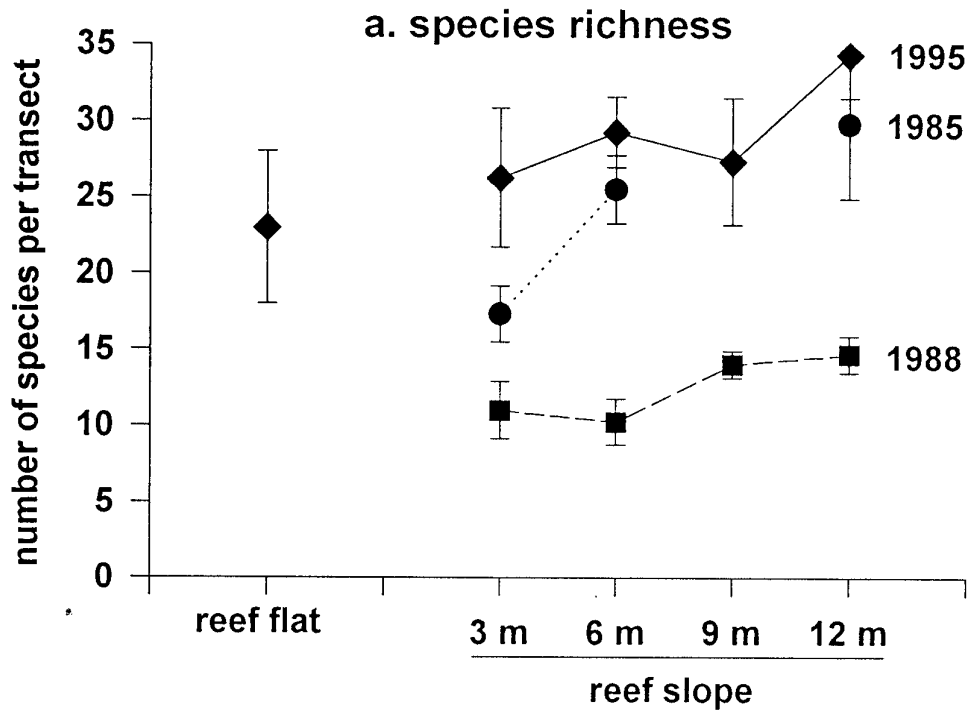 a. species richness
number of species per transect
35
30
25
20
15
10
5
0
1995
1985
1988
reef flat
3 m 6 m 9 m 12 m
reef slope